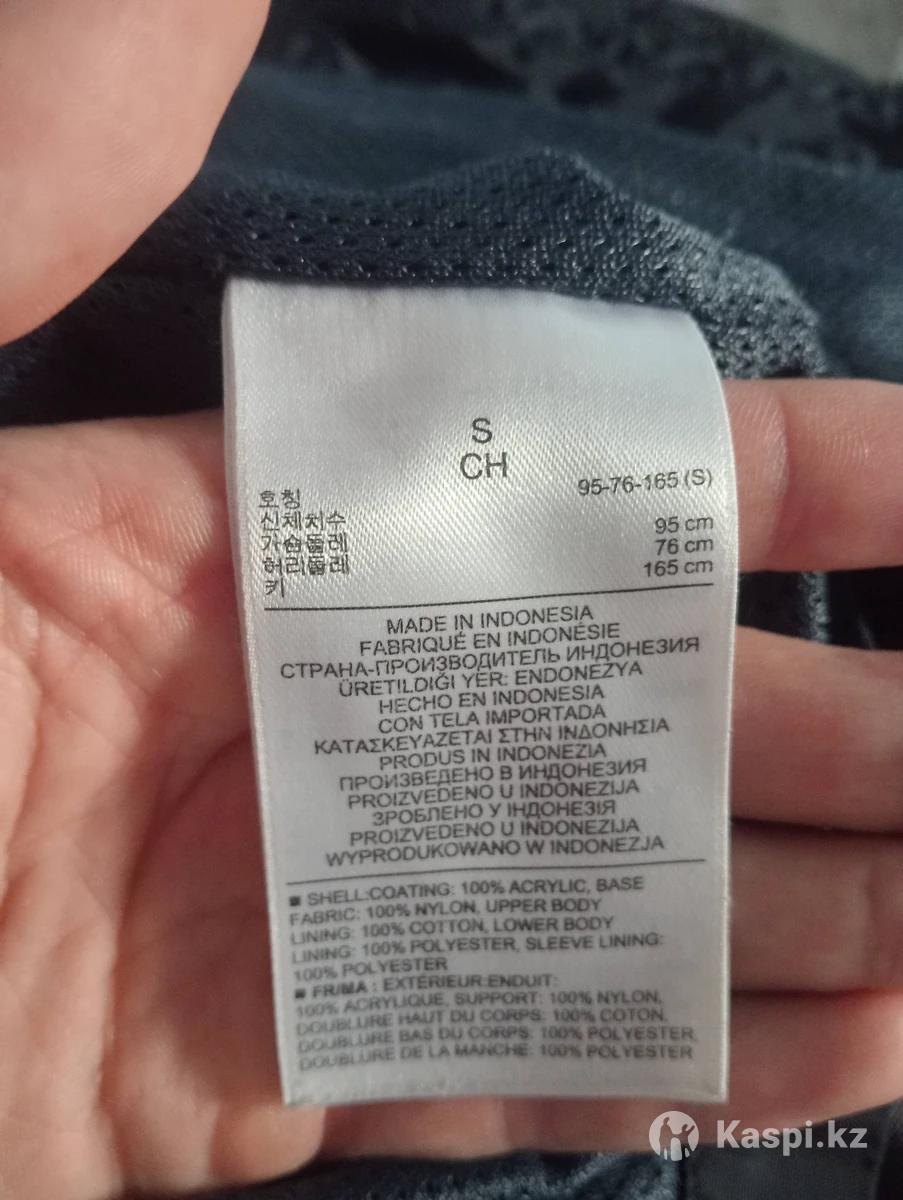 S
CH
호칭 95-76-165 (S)
신체치수
가슴둘레 95 cm
허리둘레 76 cm
키 165 cm
MADE IN INDONESIA
FABRIQUÉ EN INDONÉSIE
СТРАНА-ПРОИЗВОДИТЕЛЬ ИНДОНЕЗИЯ
ÜRETILDIĞI YER: ENDONEZYA
HECHO EN INDONESIA
CON TELA IMPORTADA
ΚΑΤΑΣΚΕΥΑΖΕΤΑΙ ΣΤΗΝ ΙΝΔΟΝΗΣΙΑ
PRODUS IN INDONEZIA
ПРОИЗВЕДЕНО В ИНДОНЕЗИЯ
PROIZVEDENO U INDONEZIJA
ЗРОБЛЕНО У ІНДОНЕЗІЯ
PROIZVEDENO U INDONEZIJA
WYPRODUKOWANO W INDONEZJA
■ SHELL:COATING: 100% ACRYLIC, BASE
FABRIC: 100% NYLON, UPPER BODY
LINING: 100% COTTON, LOWER BODY
LINING: 100% POLYESTER, SLEEVE LINING:
100% POLYESTER
■ FR/MA : EXTÉRIEUR:ENDUIT:
100% ACRYLIQUE, SUPPORT: 100% NYLON,
DOUBLURE HAUT DU CORPS: 100% COTON,
DOUBLURE BAS DU CORPS: 100% POLYESTER,
DOUBLURE DE LA MANCHE: 100% POLYESTER
Kaspi.kz